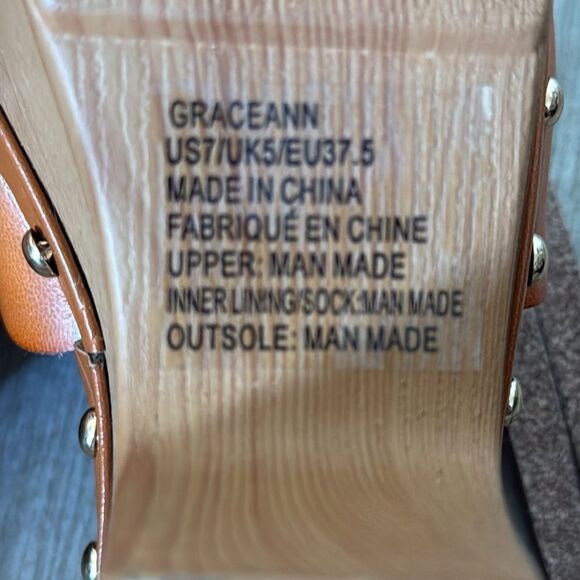 GRACEANN
US7/UK5/EU37.5
MADE IN CHINA
FABRIQUÉ EN CHINE
UPPER: MAN MADE
INNER LINING/SOCK:MAN MADE
OUTSOLE: MAN MADE